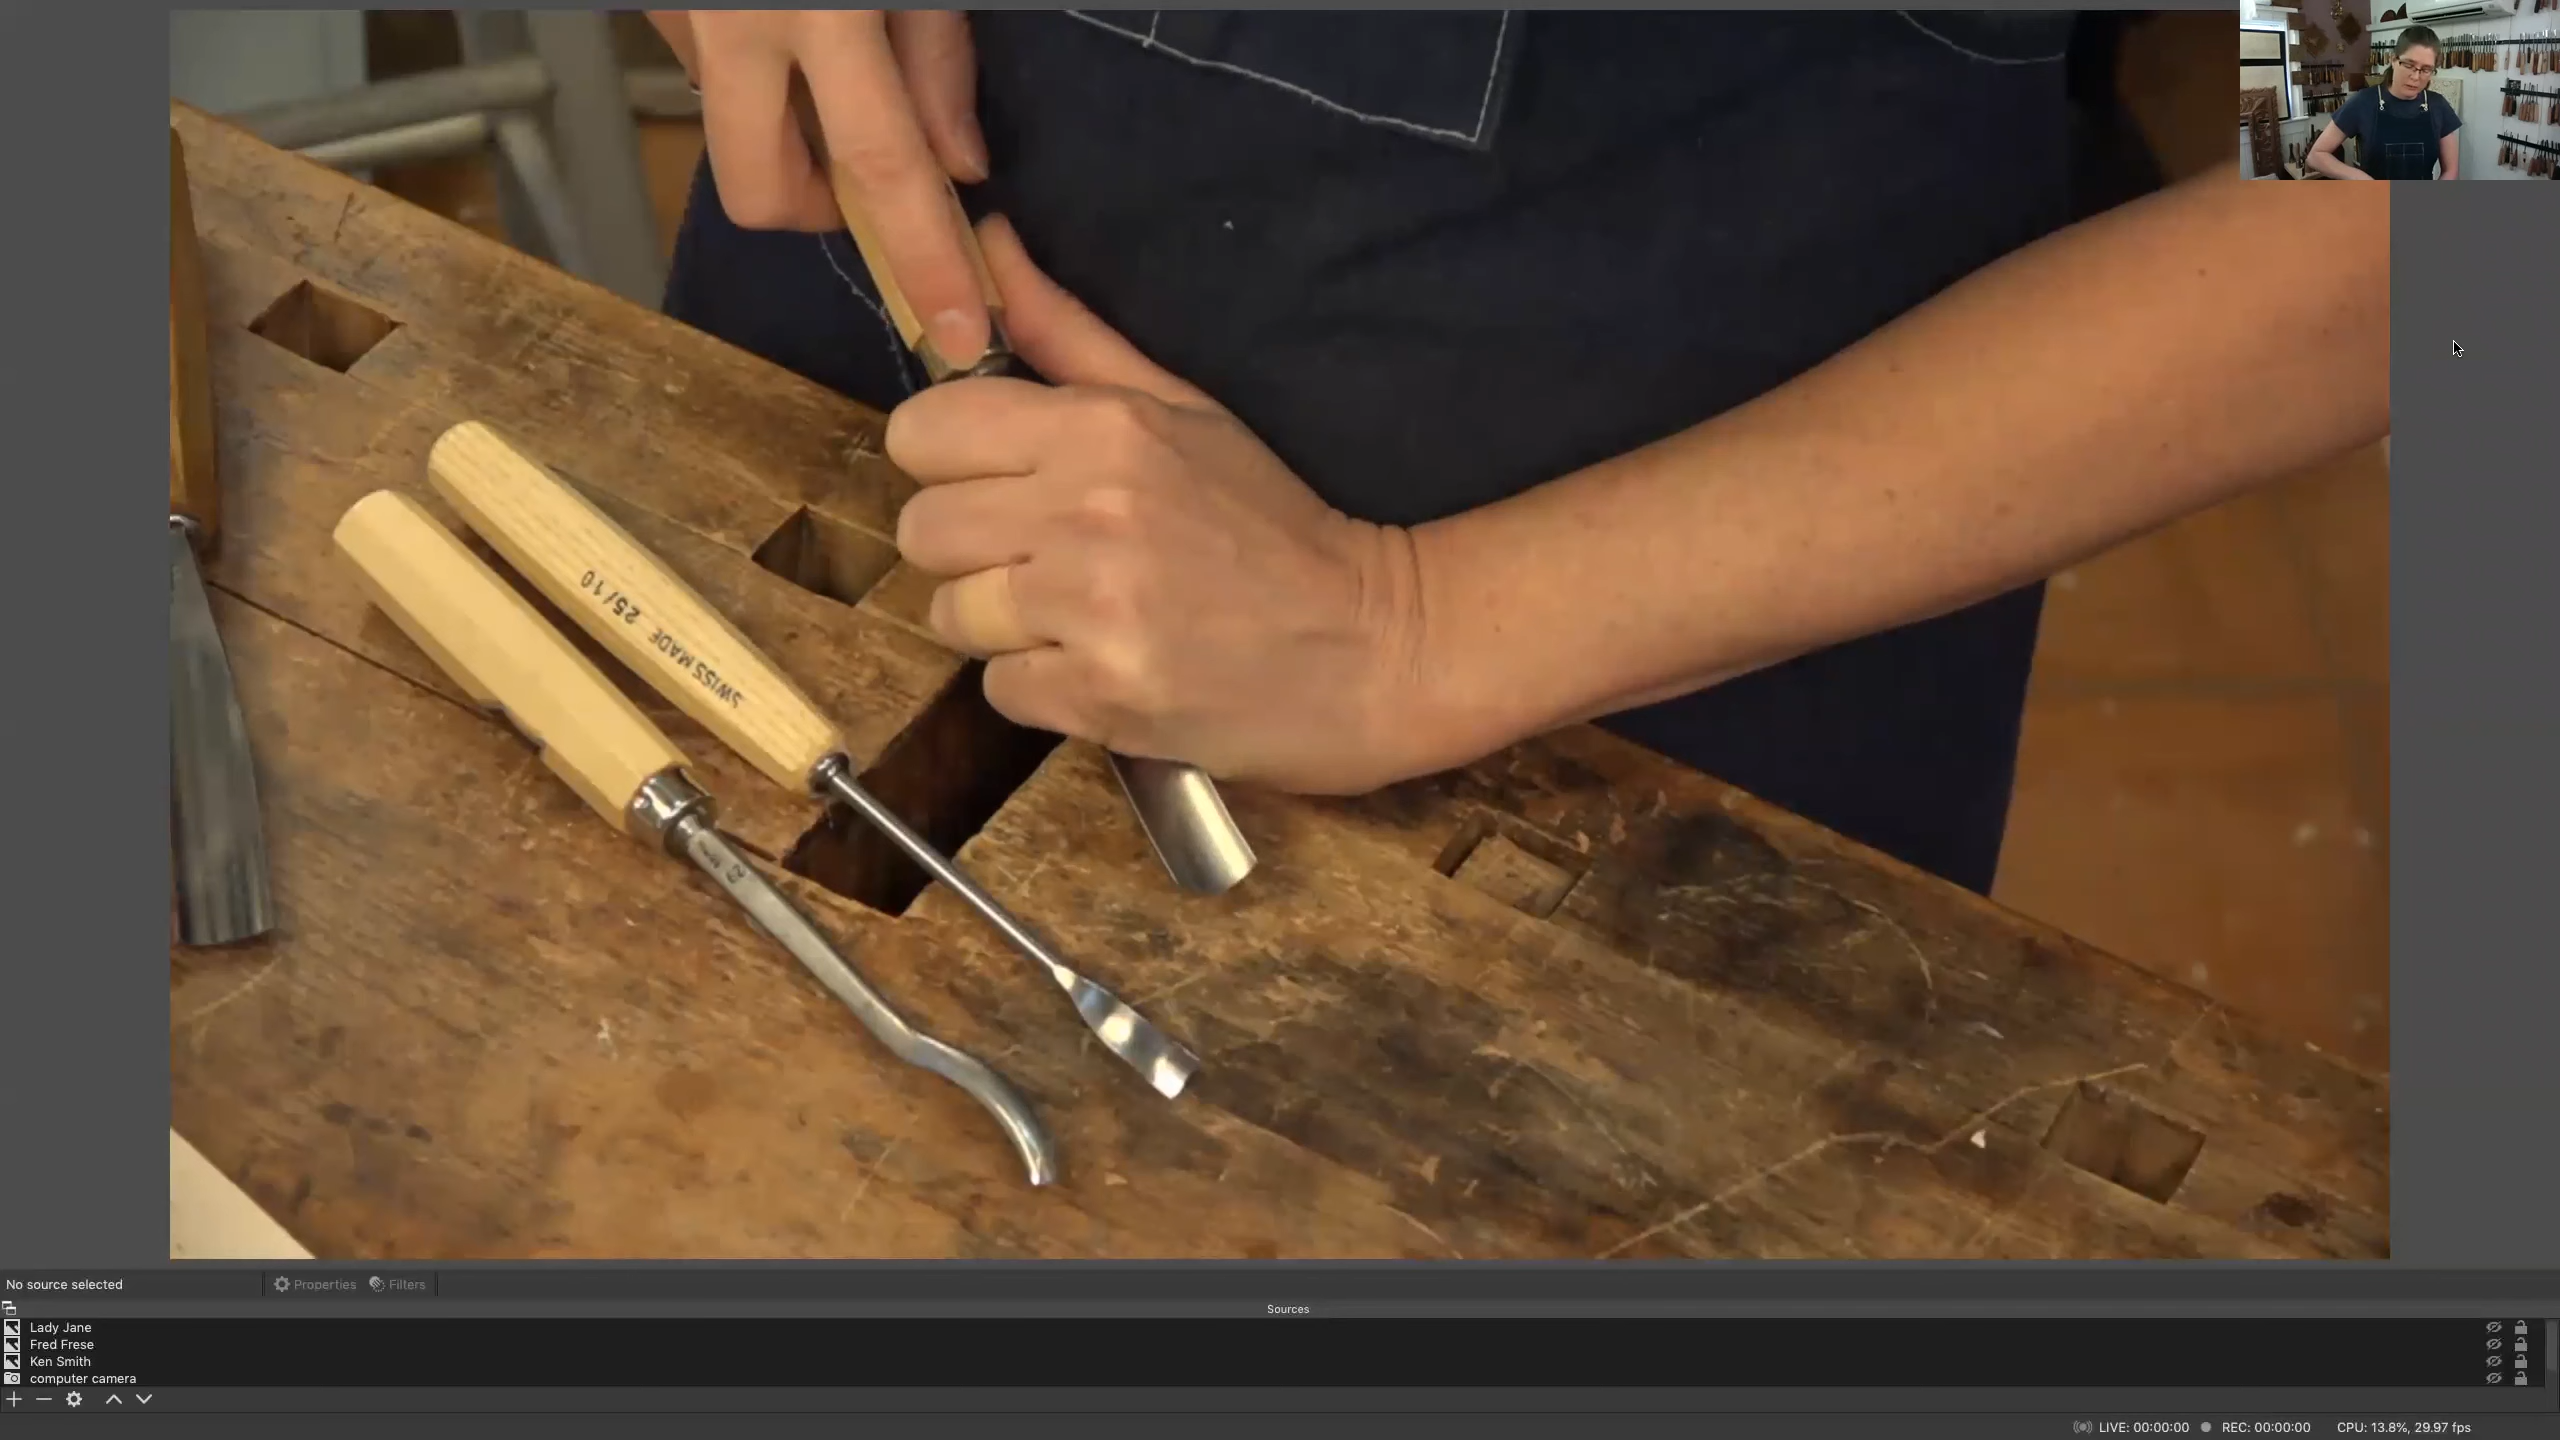 SWISS MADE 25/10
No source selected
Properties
Filters
Sources
Lady Jane
Fred Frese
Ken Smith
computer camera
LIVE: 00:00:00
REC: 00:00:00
CPU: 13.8%, 29.97 fps